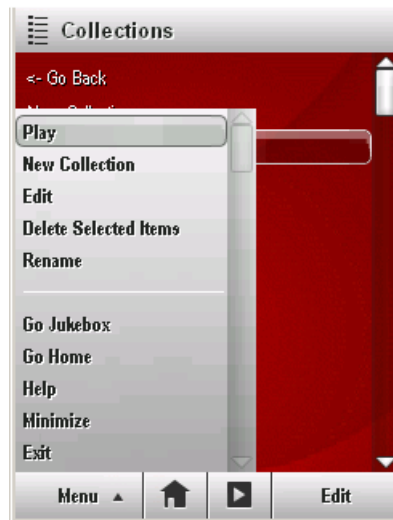 Collections
<- Go Back
Play
New Collection
Edit
Delete Selected Items
Rename
Go Jukebox
Go Home
Help
Minimize
Exit
Menu
Edit